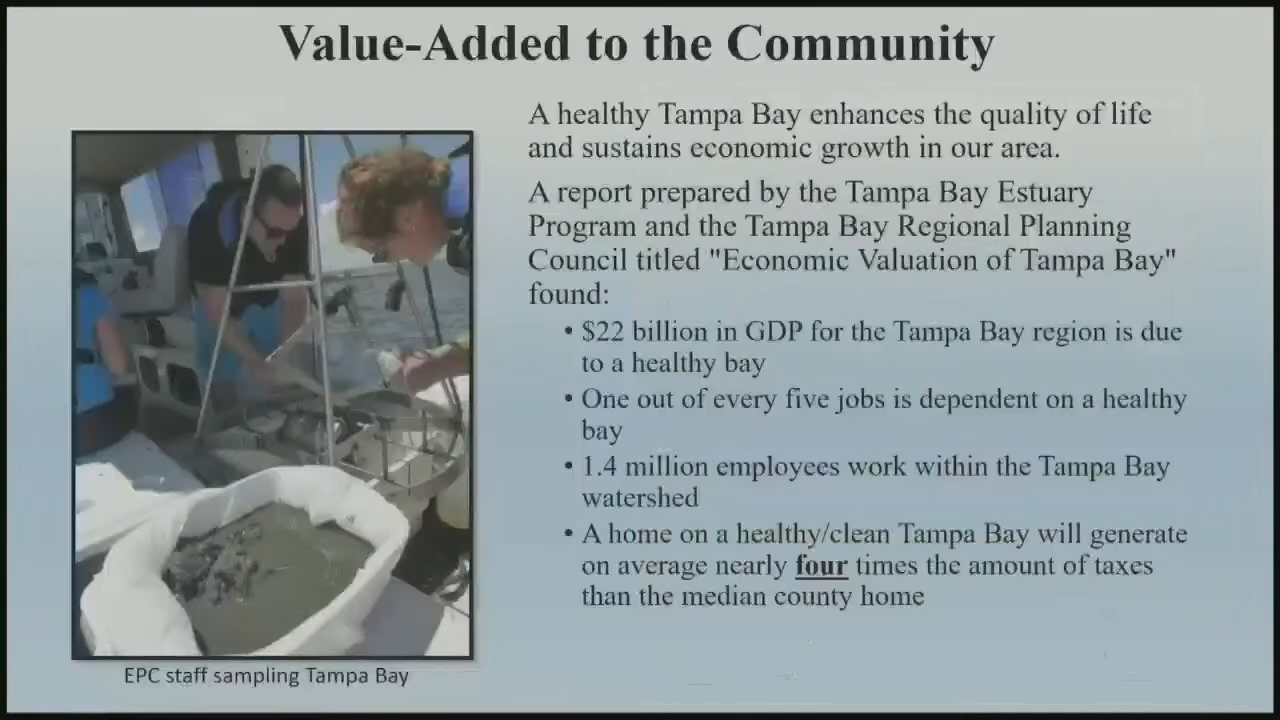 Value-Added to the Community
A healthy Tampa Bay enhances the quality of life
and sustains economic growth in our area.
A report prepared by the Tampa Bay Estuary
Program and the Tampa Bay Regional Planning
Council titled "Economic Valuation of Tampa Bay"
found:
• $22 billion in GDP for the Tampa Bay region is due
to a healthy bay
• One out of every five jobs is dependent on a healthy
bay
• 1.4 million employees work within the Tampa Bay
watershed
• A home on a healthy/clean Tampa Bay will generate
on average nearly four times the amount of taxes
than the median county home
EPC staff sampling Tampa Bay